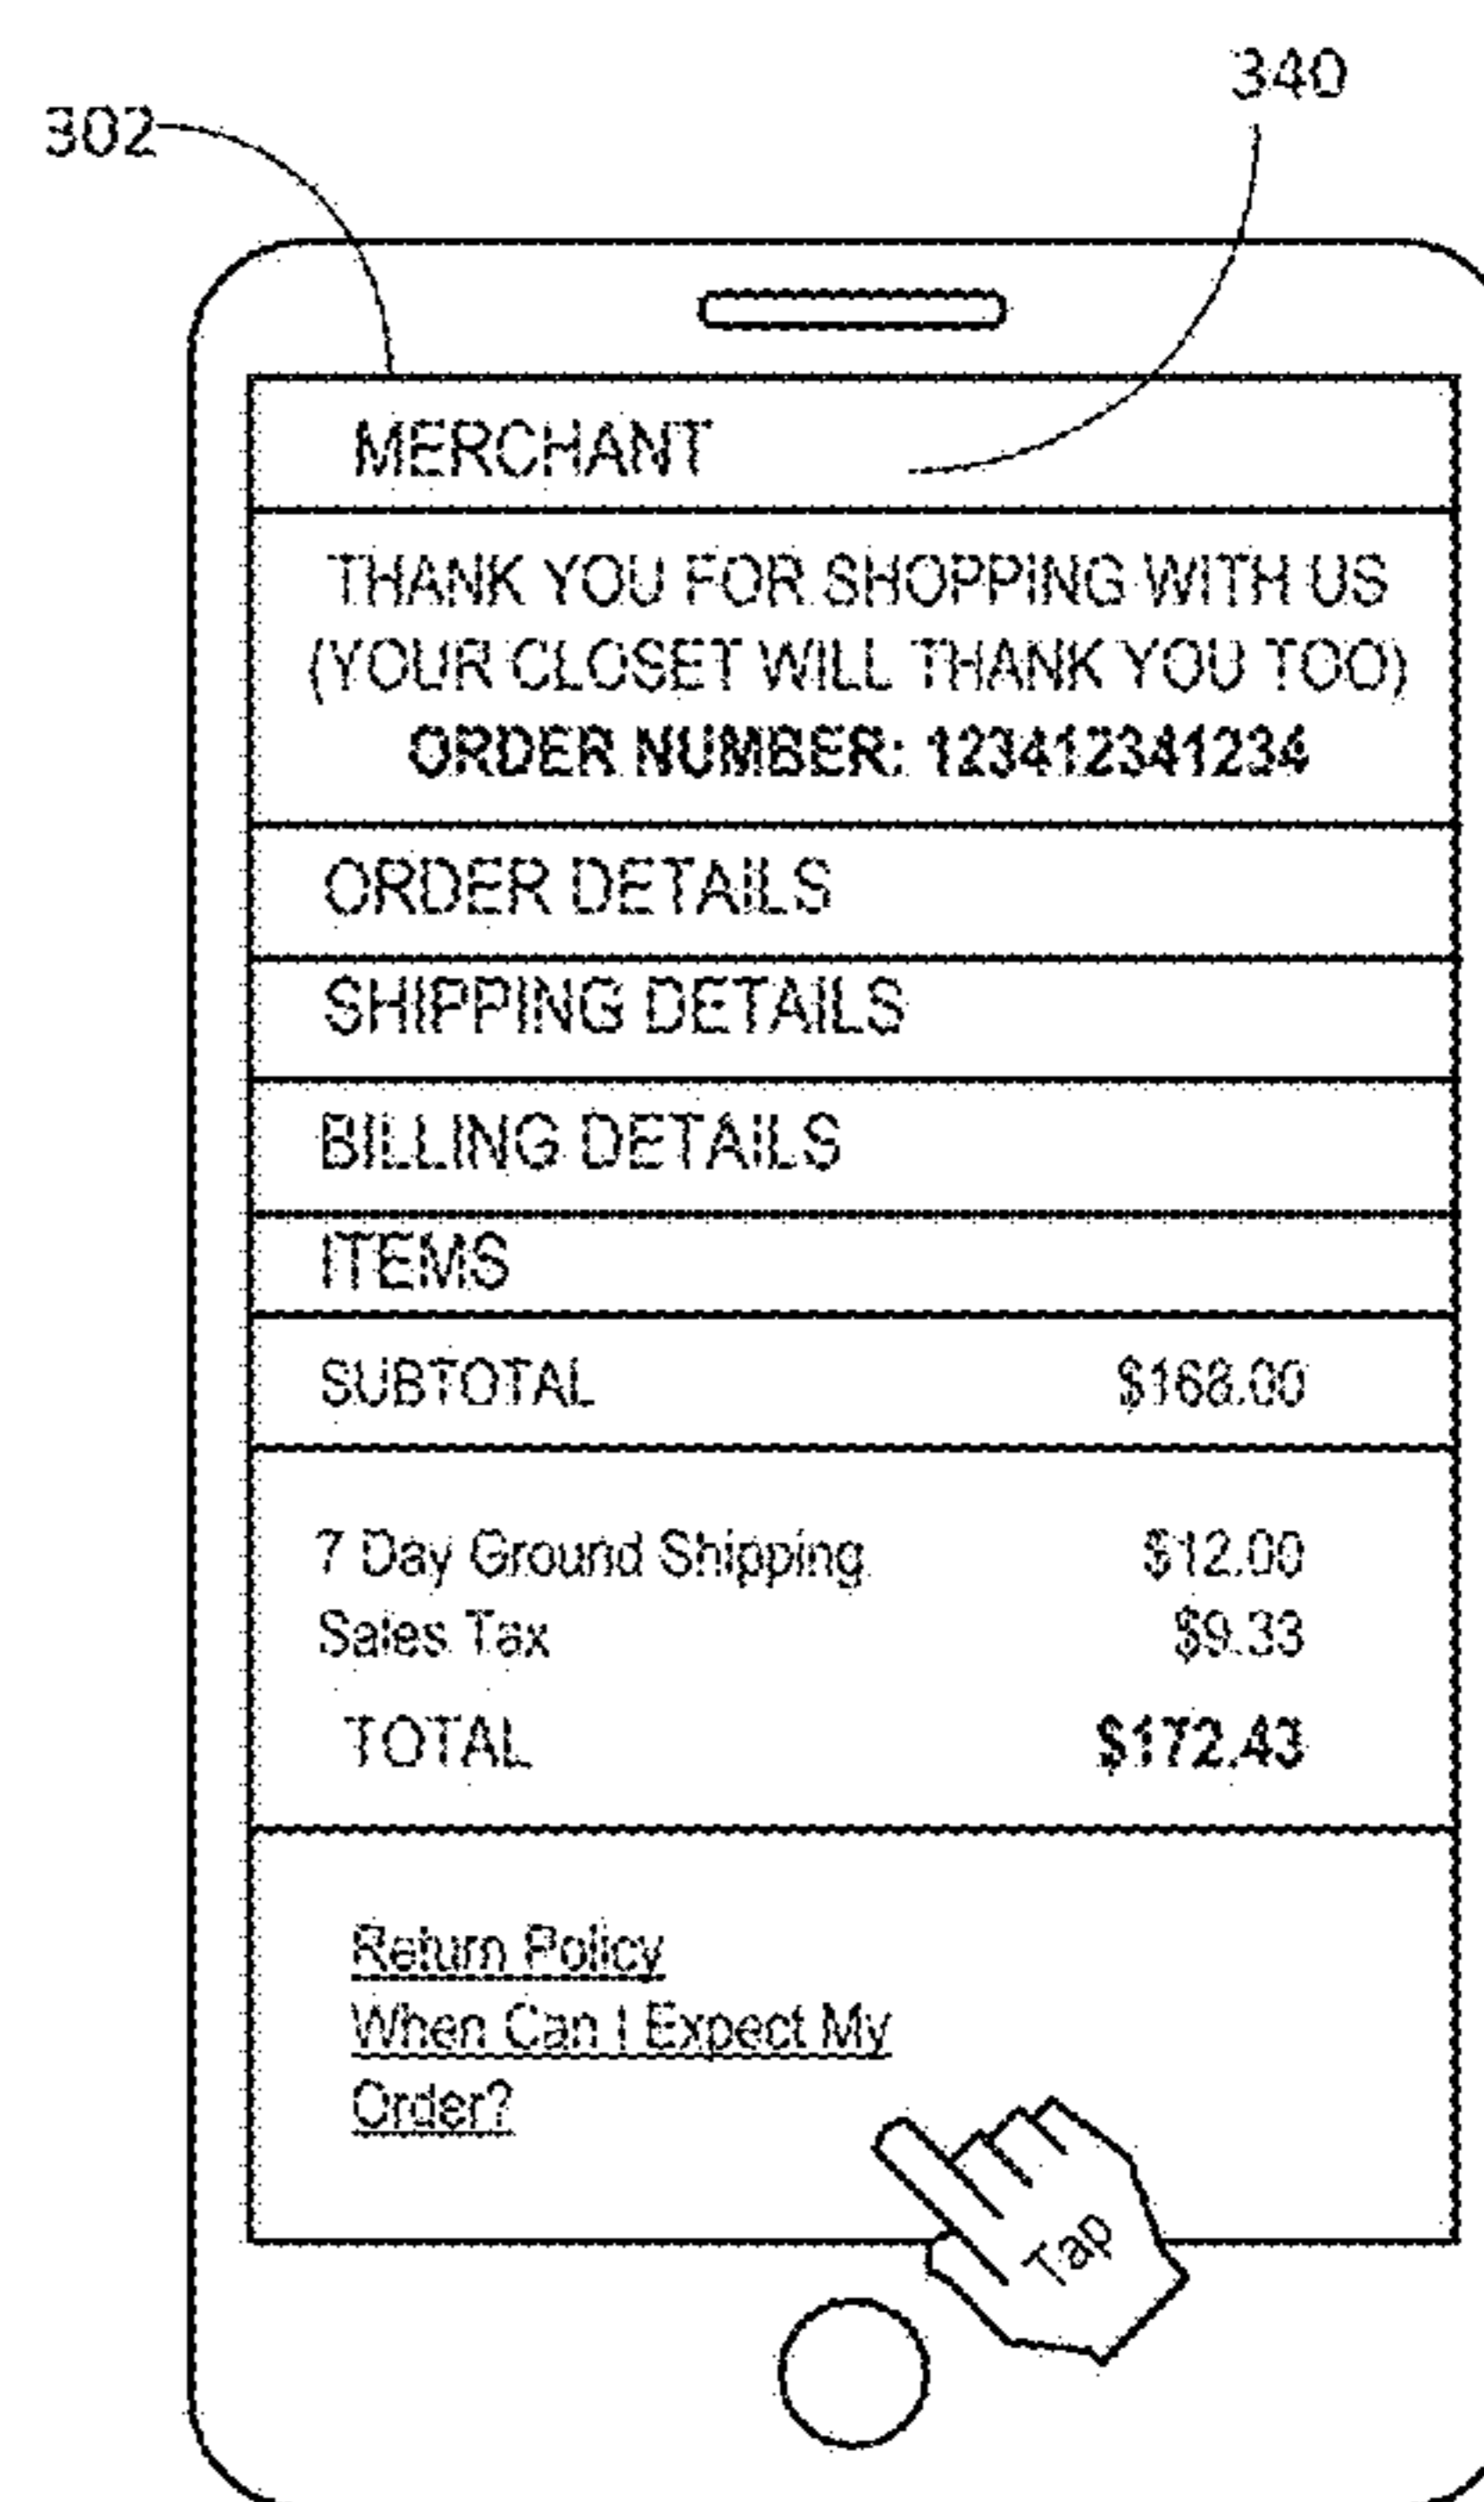 302
340
MERCHANT
THANK YOU FOR SHOPPING WITH US
(YOUR CLOSET WILL THANK YOU TOO)
ORDER NUMBER: 123412341234
ORDER DETAILS
SHIPPING DETAILS
BILLING DETAILS
ITEMS
SUBTOTAL $168.00
7 Day Ground Shipping $12.00
Sales Tax $9.33
TOTAL $172.43
Return Policy
When Can I Expect My
Order?
Tap